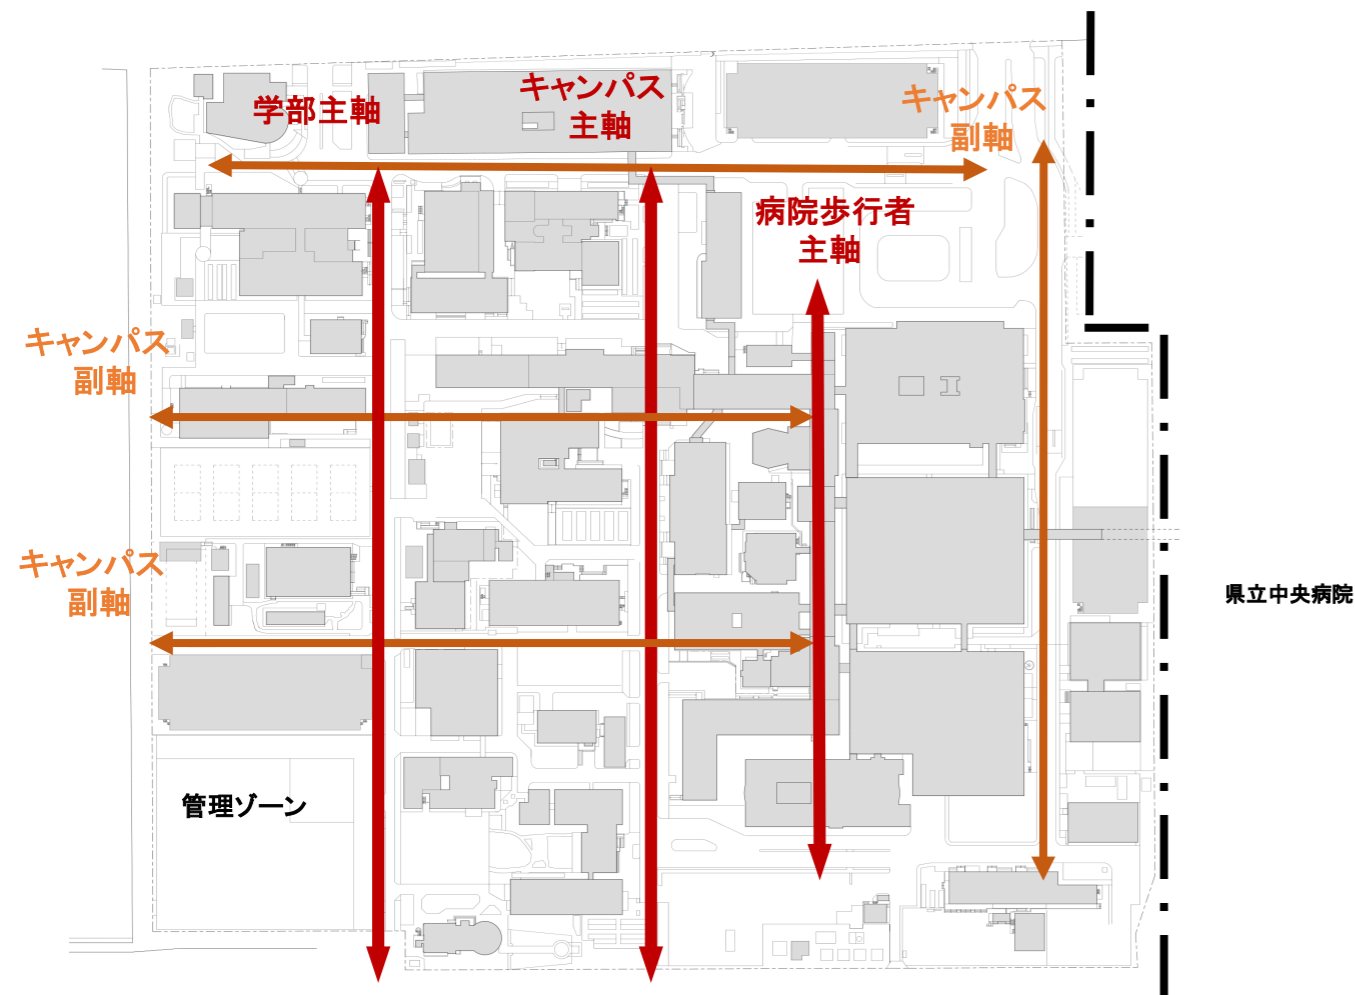 学部主軸
キャンパス
主軸
キャンパス
副軸
病院歩行者
主軸
キャンパス
副軸
キャンパス
副軸
県立中央病院
管理ゾーン